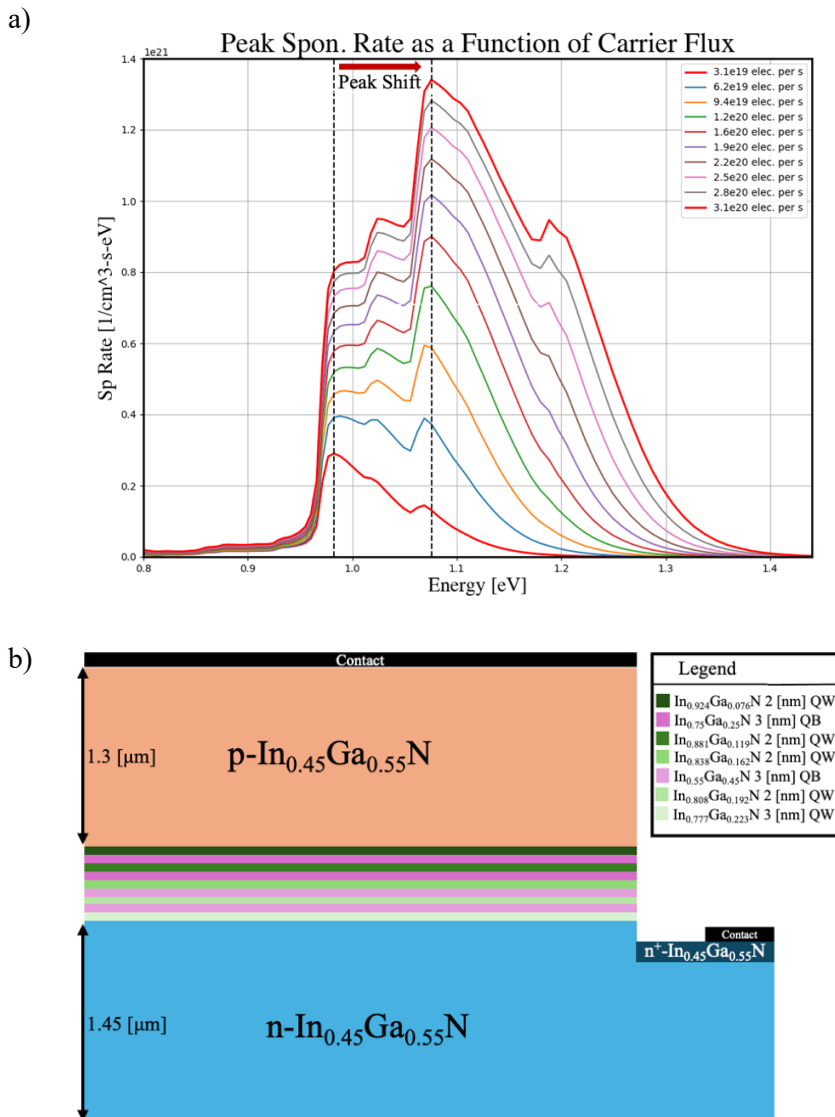 a)
Peak Spon. Rate as a Function of Carrier Flux
1e21
Peak Shift
3.1e19 elec. per s
6.2e19 elec. per s
9.4e19 elec. per s
1.2e20 elec. per s
1.6e20 elec. per s
1.9e20 elec. per s
2.2e20 elec. per s
2.5e20 elec. per s
2.8e20 elec. per s
3.1e20 elec. per s
Sp Rate [1/cm^3-s-eV]
1.4
1.2
1.0
0.8
0.6
0.4
0.2
0.0
0.8
0.9
1.0
1.1
1.2
1.3
1.4
Energy [eV]
b)
Contact
1.3 [μm]
p-In0.45Ga0.55N
Legend
In0.924Ga0.076N 2 [nm] QW
In0.75Ga0.25N 3 [nm] QB
In0.881Ga0.119N 2 [nm] QW
In0.838Ga0.162N 2 [nm] QW
In0.55Ga0.45N 3 [nm] QB
In0.808Ga0.192N 2 [nm] QW
In0.777Ga0.223N 3 [nm] QW
Contact
n+-In0.45Ga0.55N
1.45 [μm]
n-In0.45Ga0.55N